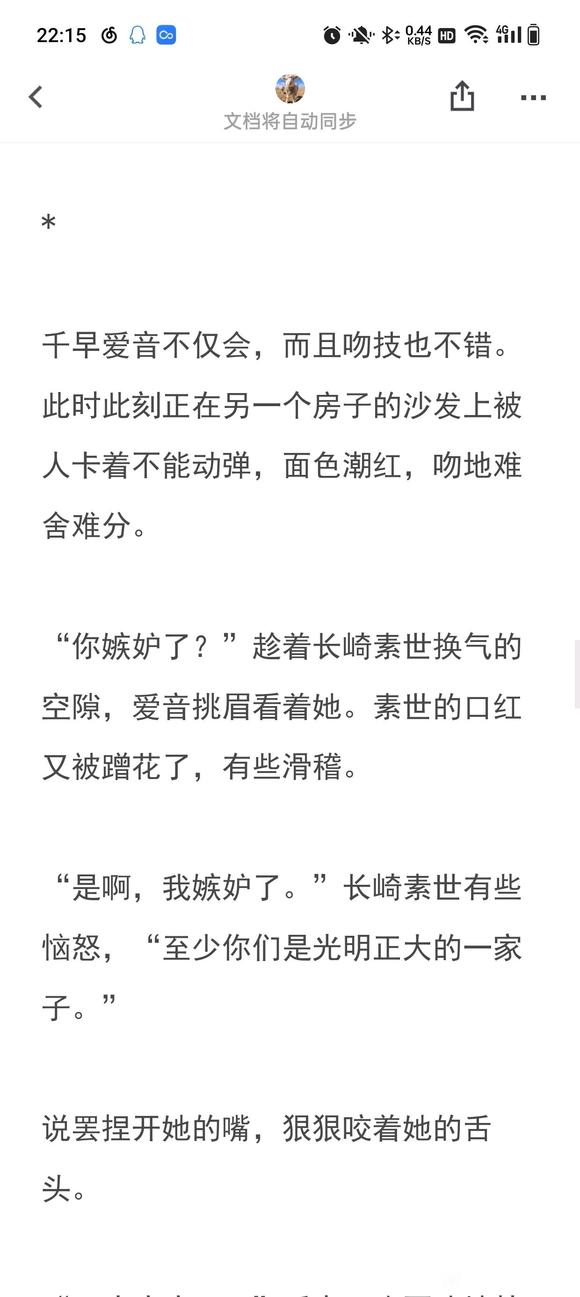 22:15
0.44
KB/S
HD
4G
文档将自动同步
*
千早爱音不仅会，而且吻技也不错。
此时此刻正在另一个房子的沙发上被
人卡着不能动弹，面色潮红，吻地难
舍难分。
“你嫉妒了？”趁着长崎素世换气的
空隙，爱音挑眉看着她。素世的口红
又被蹭花了，有些滑稽。
“是啊，我嫉妒了。”长崎素世有些
恼怒，“至少你们是光明正大的一家
子。”
说罢捏开她的嘴，狠狠咬着她的舌
头。